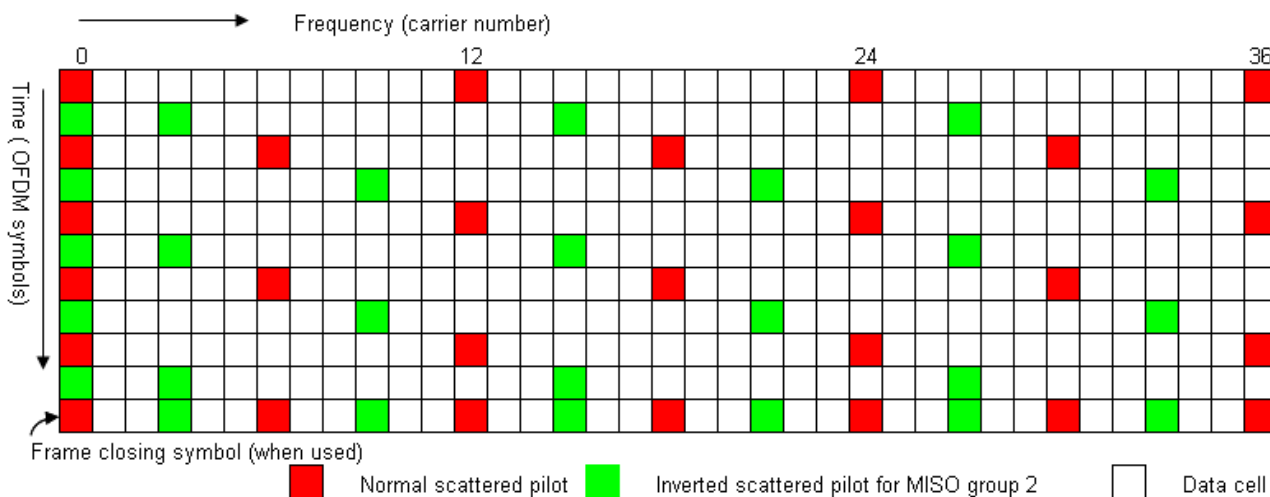 Frequency (carrier number)
0 12 24 36
Time ( OFDM symbols)
Frame closing symbol (when used)
Normal scattered pilot Inverted scattered pilot for MISO group 2 Data cell